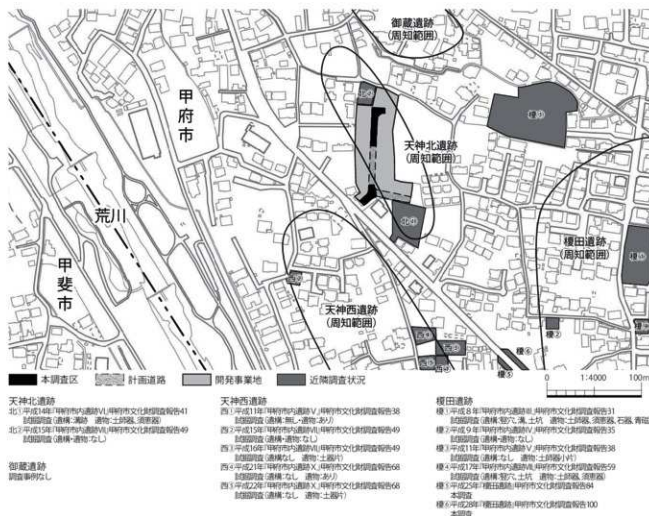 御蔵遺跡
(周知範囲)
甲府市
天神北遺跡
(周知範囲)
荒川
榎田遺跡
(周知範囲)
甲斐市
天神西遺跡
(周知範囲)
本調査区
計画道路
開発事業地
近隣調査状況
0
1:4000
100m
天神北遺跡
北①平成14年『甲府市内遺跡Ⅵ』甲府市文化財調査報告41
試掘調査(遺構:溝跡 遺物:土師器、須恵器)
北②平成15年『甲府市内遺跡Ⅶ』甲府市文化財調査報告49
試掘調査(遺構・遺物:なし)
御蔵遺跡
調査事例なし
天神西遺跡
西①平成11年『甲府市内遺跡Ⅴ』甲府市文化財調査報告38
試掘調査(遺構:無し・遺物:あり)
西②平成15年『甲府市内遺跡Ⅶ』甲府市文化財調査報告49
試掘調査(遺構・遺物:なし)
西③平成16年『甲府市内遺跡Ⅶ』甲府市文化財調査報告49
試掘調査(遺構なし 遺物:土器片)
西④平成21年『甲府市内遺跡Ⅹ』甲府市文化財調査報告68
試掘調査(遺構:なし 遺物:あり)
西⑤平成22年『甲府市内遺跡Ⅹ』甲府市文化財調査報告68
試掘調査(遺構:なし 遺物:土器片)
榎田遺跡
榎①平成8年『甲府市内遺跡Ⅲ』甲府市文化財調査報告31
試掘調査(遺構:竪穴,溝,土坑 遺物:土師器、須恵器、石器、青磁)
榎②平成9年『甲府市内遺跡Ⅳ』甲府市文化財調査報告35
試掘調査(遺構・遺物:なし)
榎③平成11年『甲府市内遺跡Ⅴ』甲府市文化財調査報告38
試掘調査(遺構:なし 遺物:土師器小片)
榎④平成17年『甲府市内遺跡Ⅷ』甲府市文化財調査報告59
試掘調査(遺構:竪穴,土坑 遺物:土師器、須恵器)
榎⑤平成25年『榎田遺跡』甲府市文化財調査報告84
本調査
榎⑥平成28年『榎田遺跡』甲府市文化財調査報告100
本調査